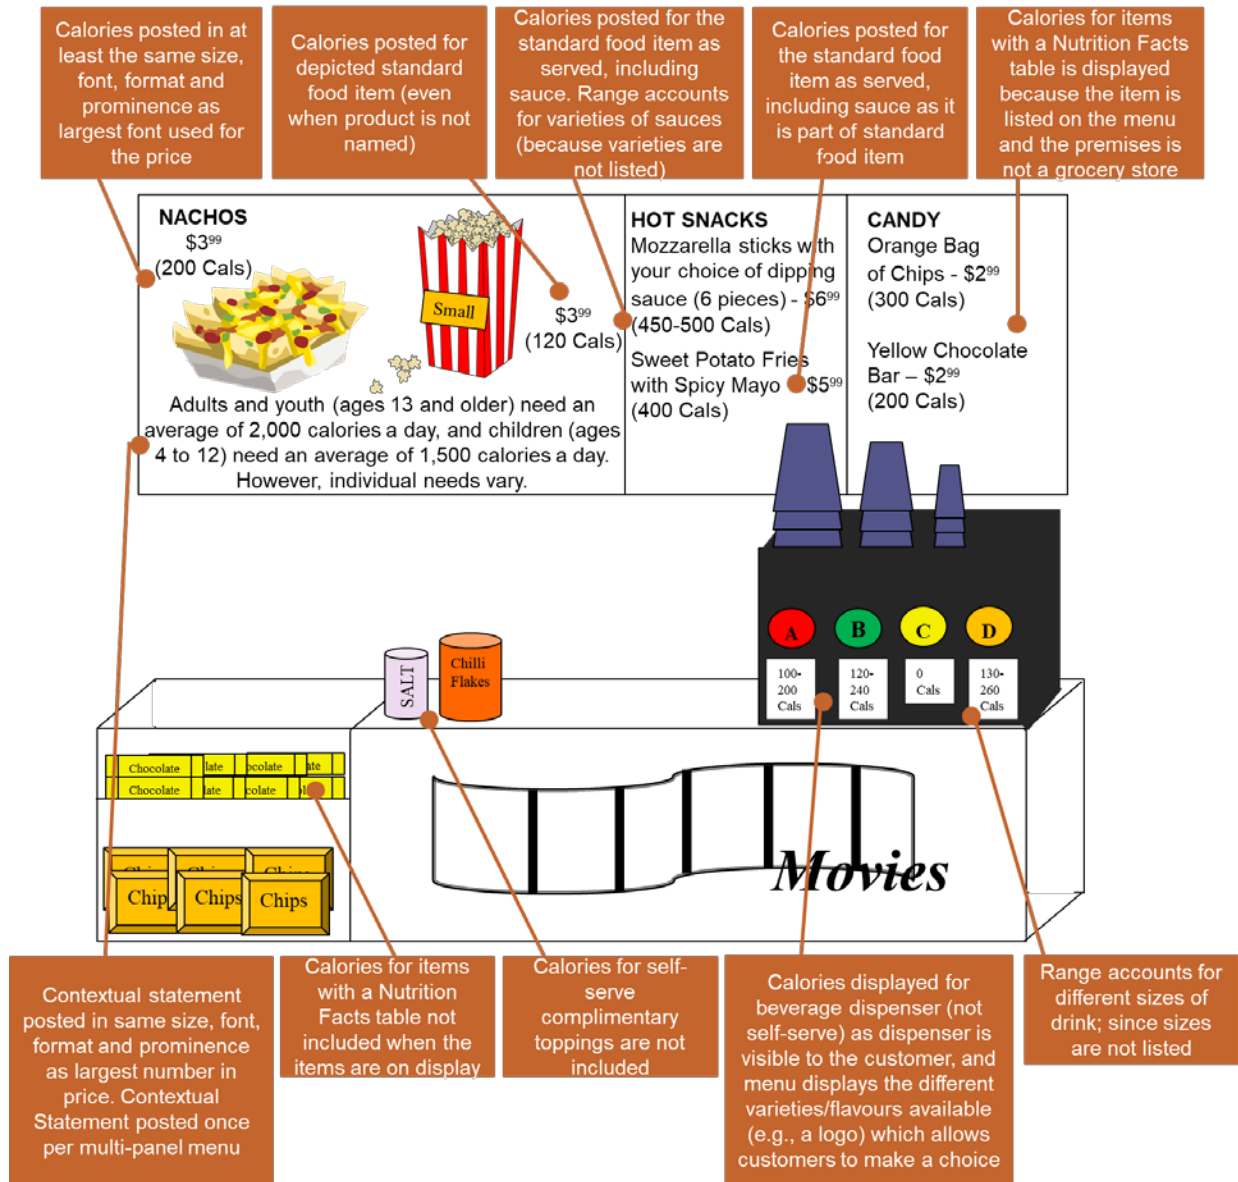 Calories posted in at
least the same size,
font, format and
prominence as
largest font used for
the price
Calories posted for
depicted standard
food item (even
when product is not
named)
Calories posted for the
standard food item as
served, including
sauce. Range accounts
for varieties of sauces
(because varieties are
not listed)
Calories posted for
the standard food
item as served,
including sauce as it
is part of standard
food item
Calories for items
with a Nutrition Facts
table is displayed
because the item is
listed on the menu
and the premises is
not a grocery store
NACHOS
$3⁹⁹
(200 Cals)
Small
$3⁹⁹
(120 Cals)
Adults and youth (ages 13 and older) need an
average of 2,000 calories a day, and children (ages
4 to 12) need an average of 1,500 calories a day.
However, individual needs vary.
HOT SNACKS
Mozzarella sticks with
your choice of dipping
sauce (6 pieces) - $6⁹⁹
(450-500 Cals)
Sweet Potato Fries
with Spicy Mayo $5⁹⁹
(400 Cals)
CANDY
Orange Bag
of Chips - $2⁹⁹
(300 Cals)
Yellow Chocolate
Bar – $2⁹⁹
(200 Cals)
A
B
C
D
100-
200
Cals
120-
240
Cals
0
Cals
130-
260
Cals
SALT
Chilli
Flakes
Chocolate
late
ocolate
ate
Chocolate
late
colate
Chips
Chips
Chips
Chip
Chips
Chips
Movies
Contextual statement
posted in same size, font,
format and prominence
as largest number in
price. Contextual
Statement posted once
per multi-panel menu
Calories for items
with a Nutrition
Facts table not
included when the
items are on display
Calories for self-
serve
complimentary
toppings are not
included
Calories displayed for
beverage dispenser (not
self-serve) as dispenser is
visible to the customer, and
menu displays the different
varieties/flavours available
(e.g., a logo) which allows
customers to make a choice
Range accounts for
different sizes of
drink; since sizes
are not listed